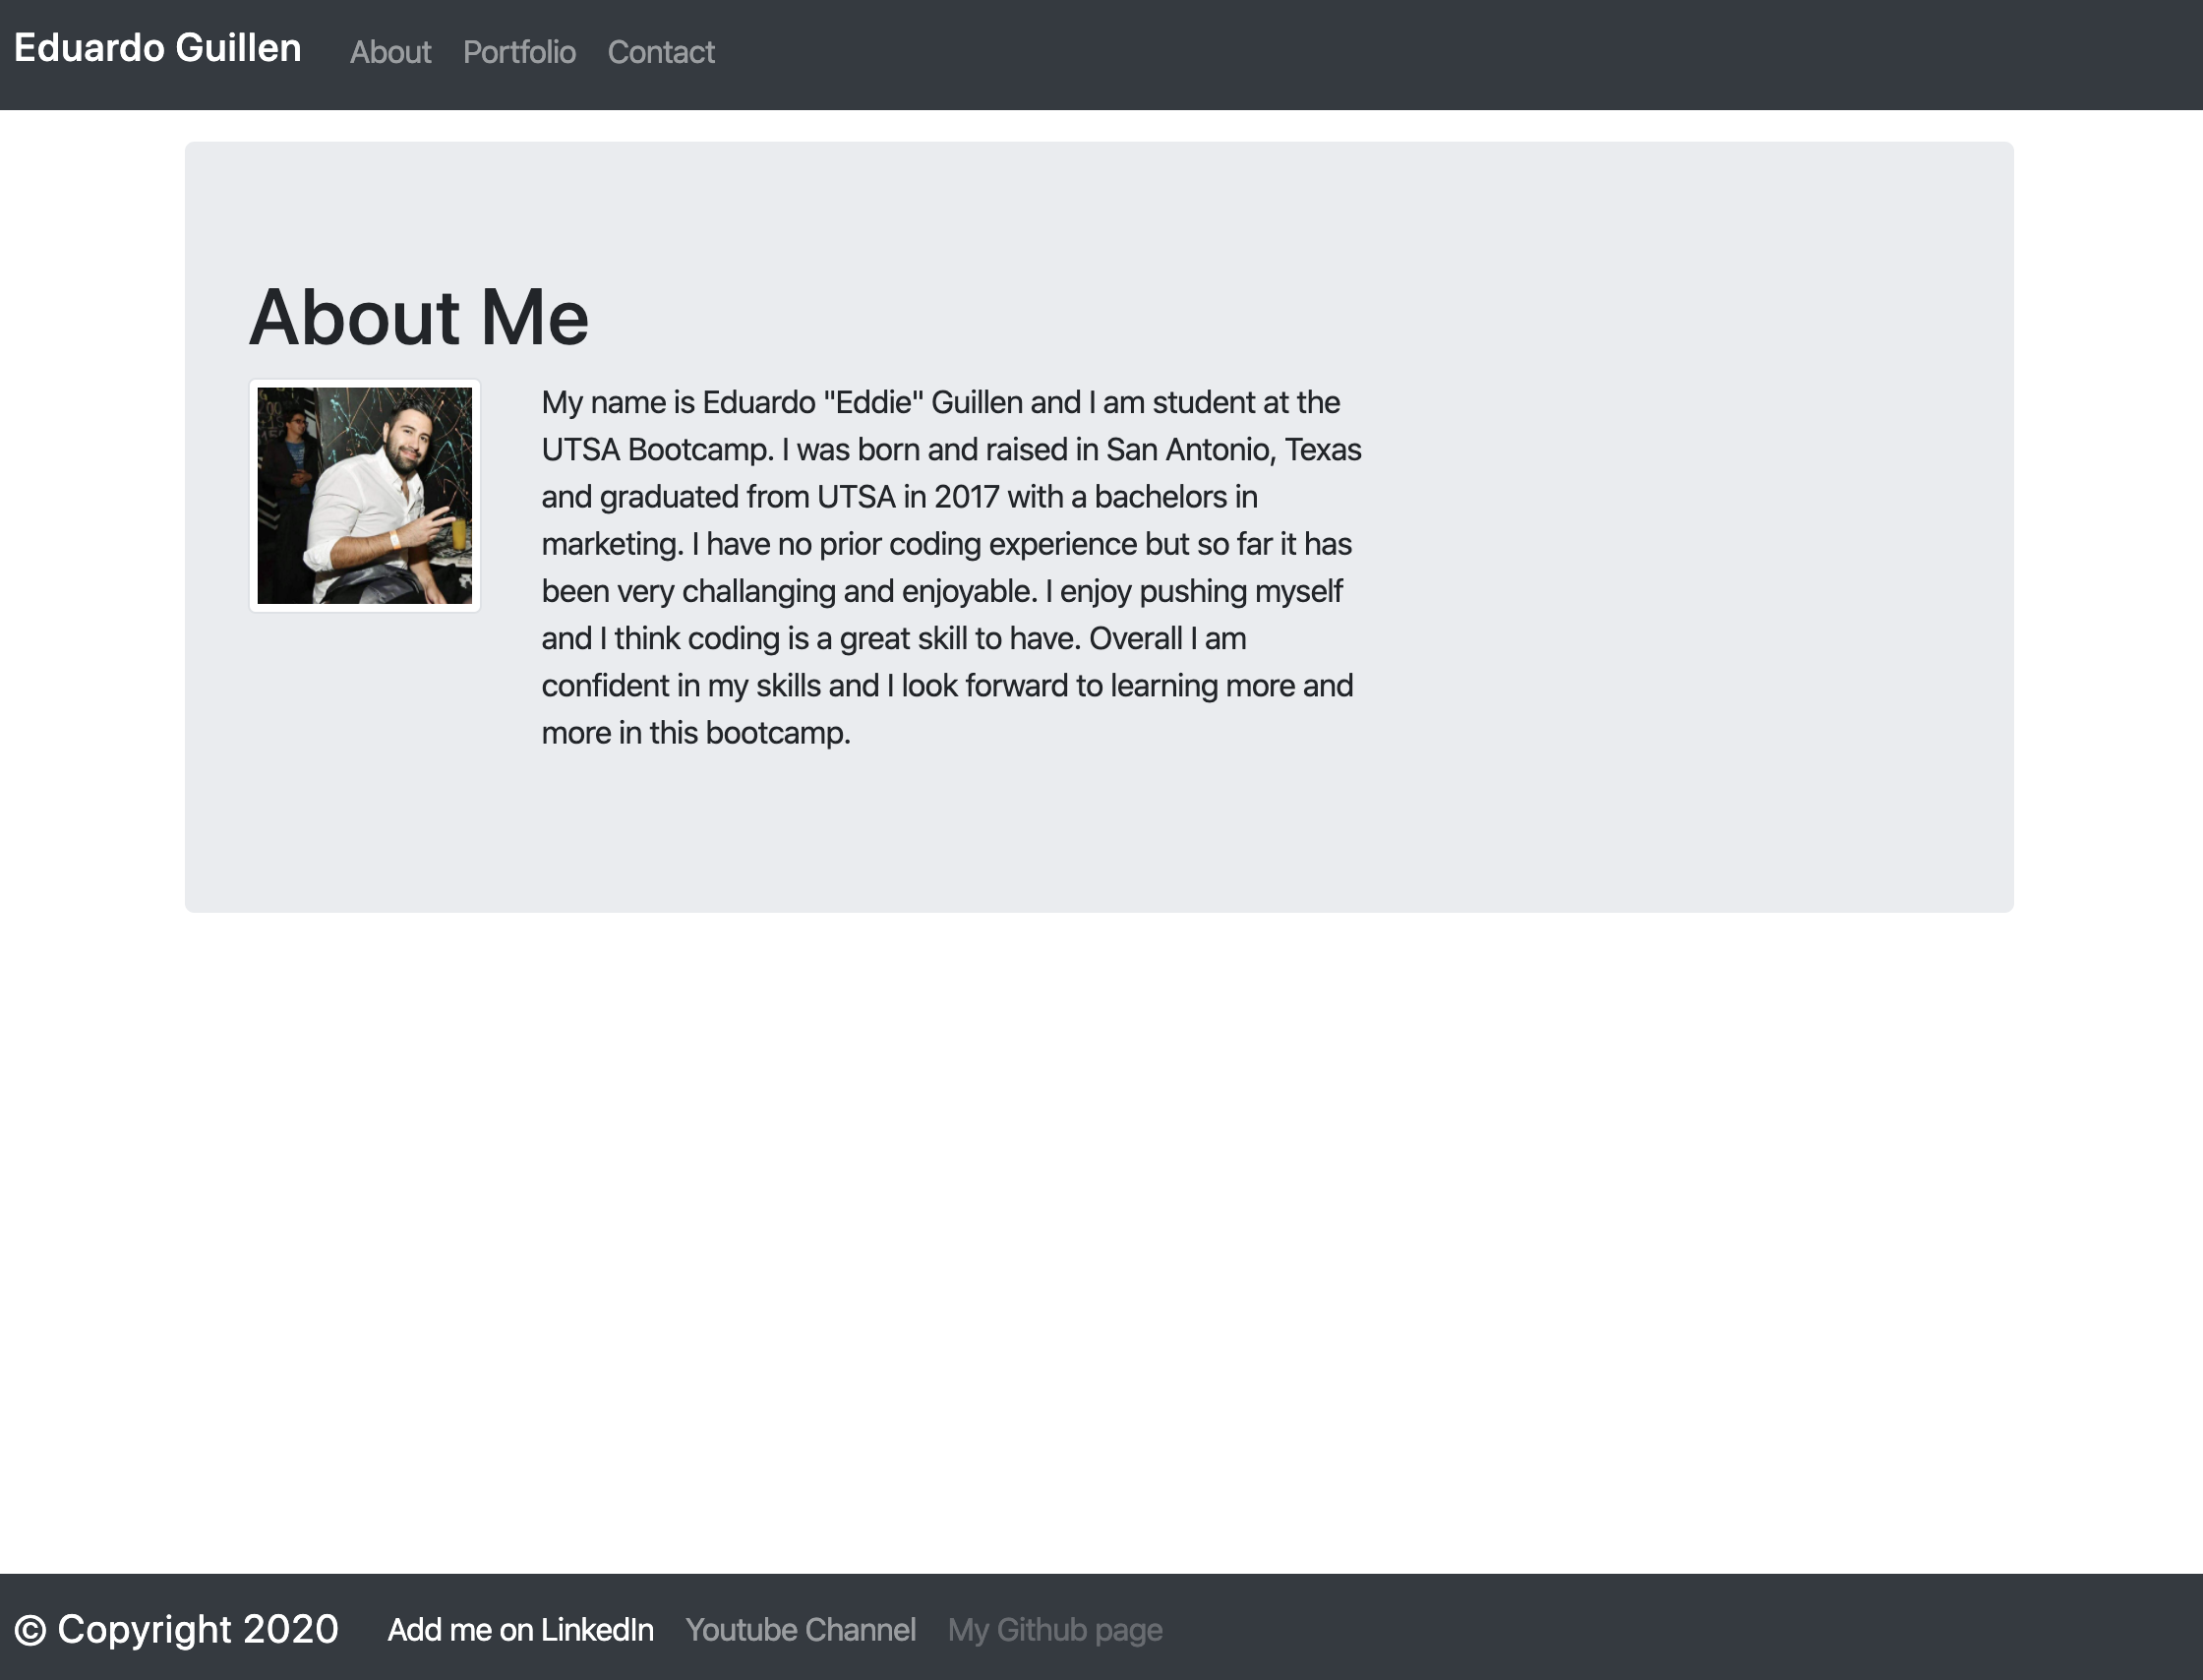 Eduardo Guillen About Portfolio Contact
About Me
My name is Eduardo "Eddie" Guillen and I am student at the
UTSA Bootcamp. I was born and raised in San Antonio, Texas
and graduated from UTSA in 2017 with a bachelors in
marketing. I have no prior coding experience but so far it has
been very challanging and enjoyable. I enjoy pushing myself
and I think coding is a great skill to have. Overall I am
confident in my skills and I look forward to learning more and
more in this bootcamp.
© Copyright 2020 Add me on LinkedIn Youtube Channel My Github page